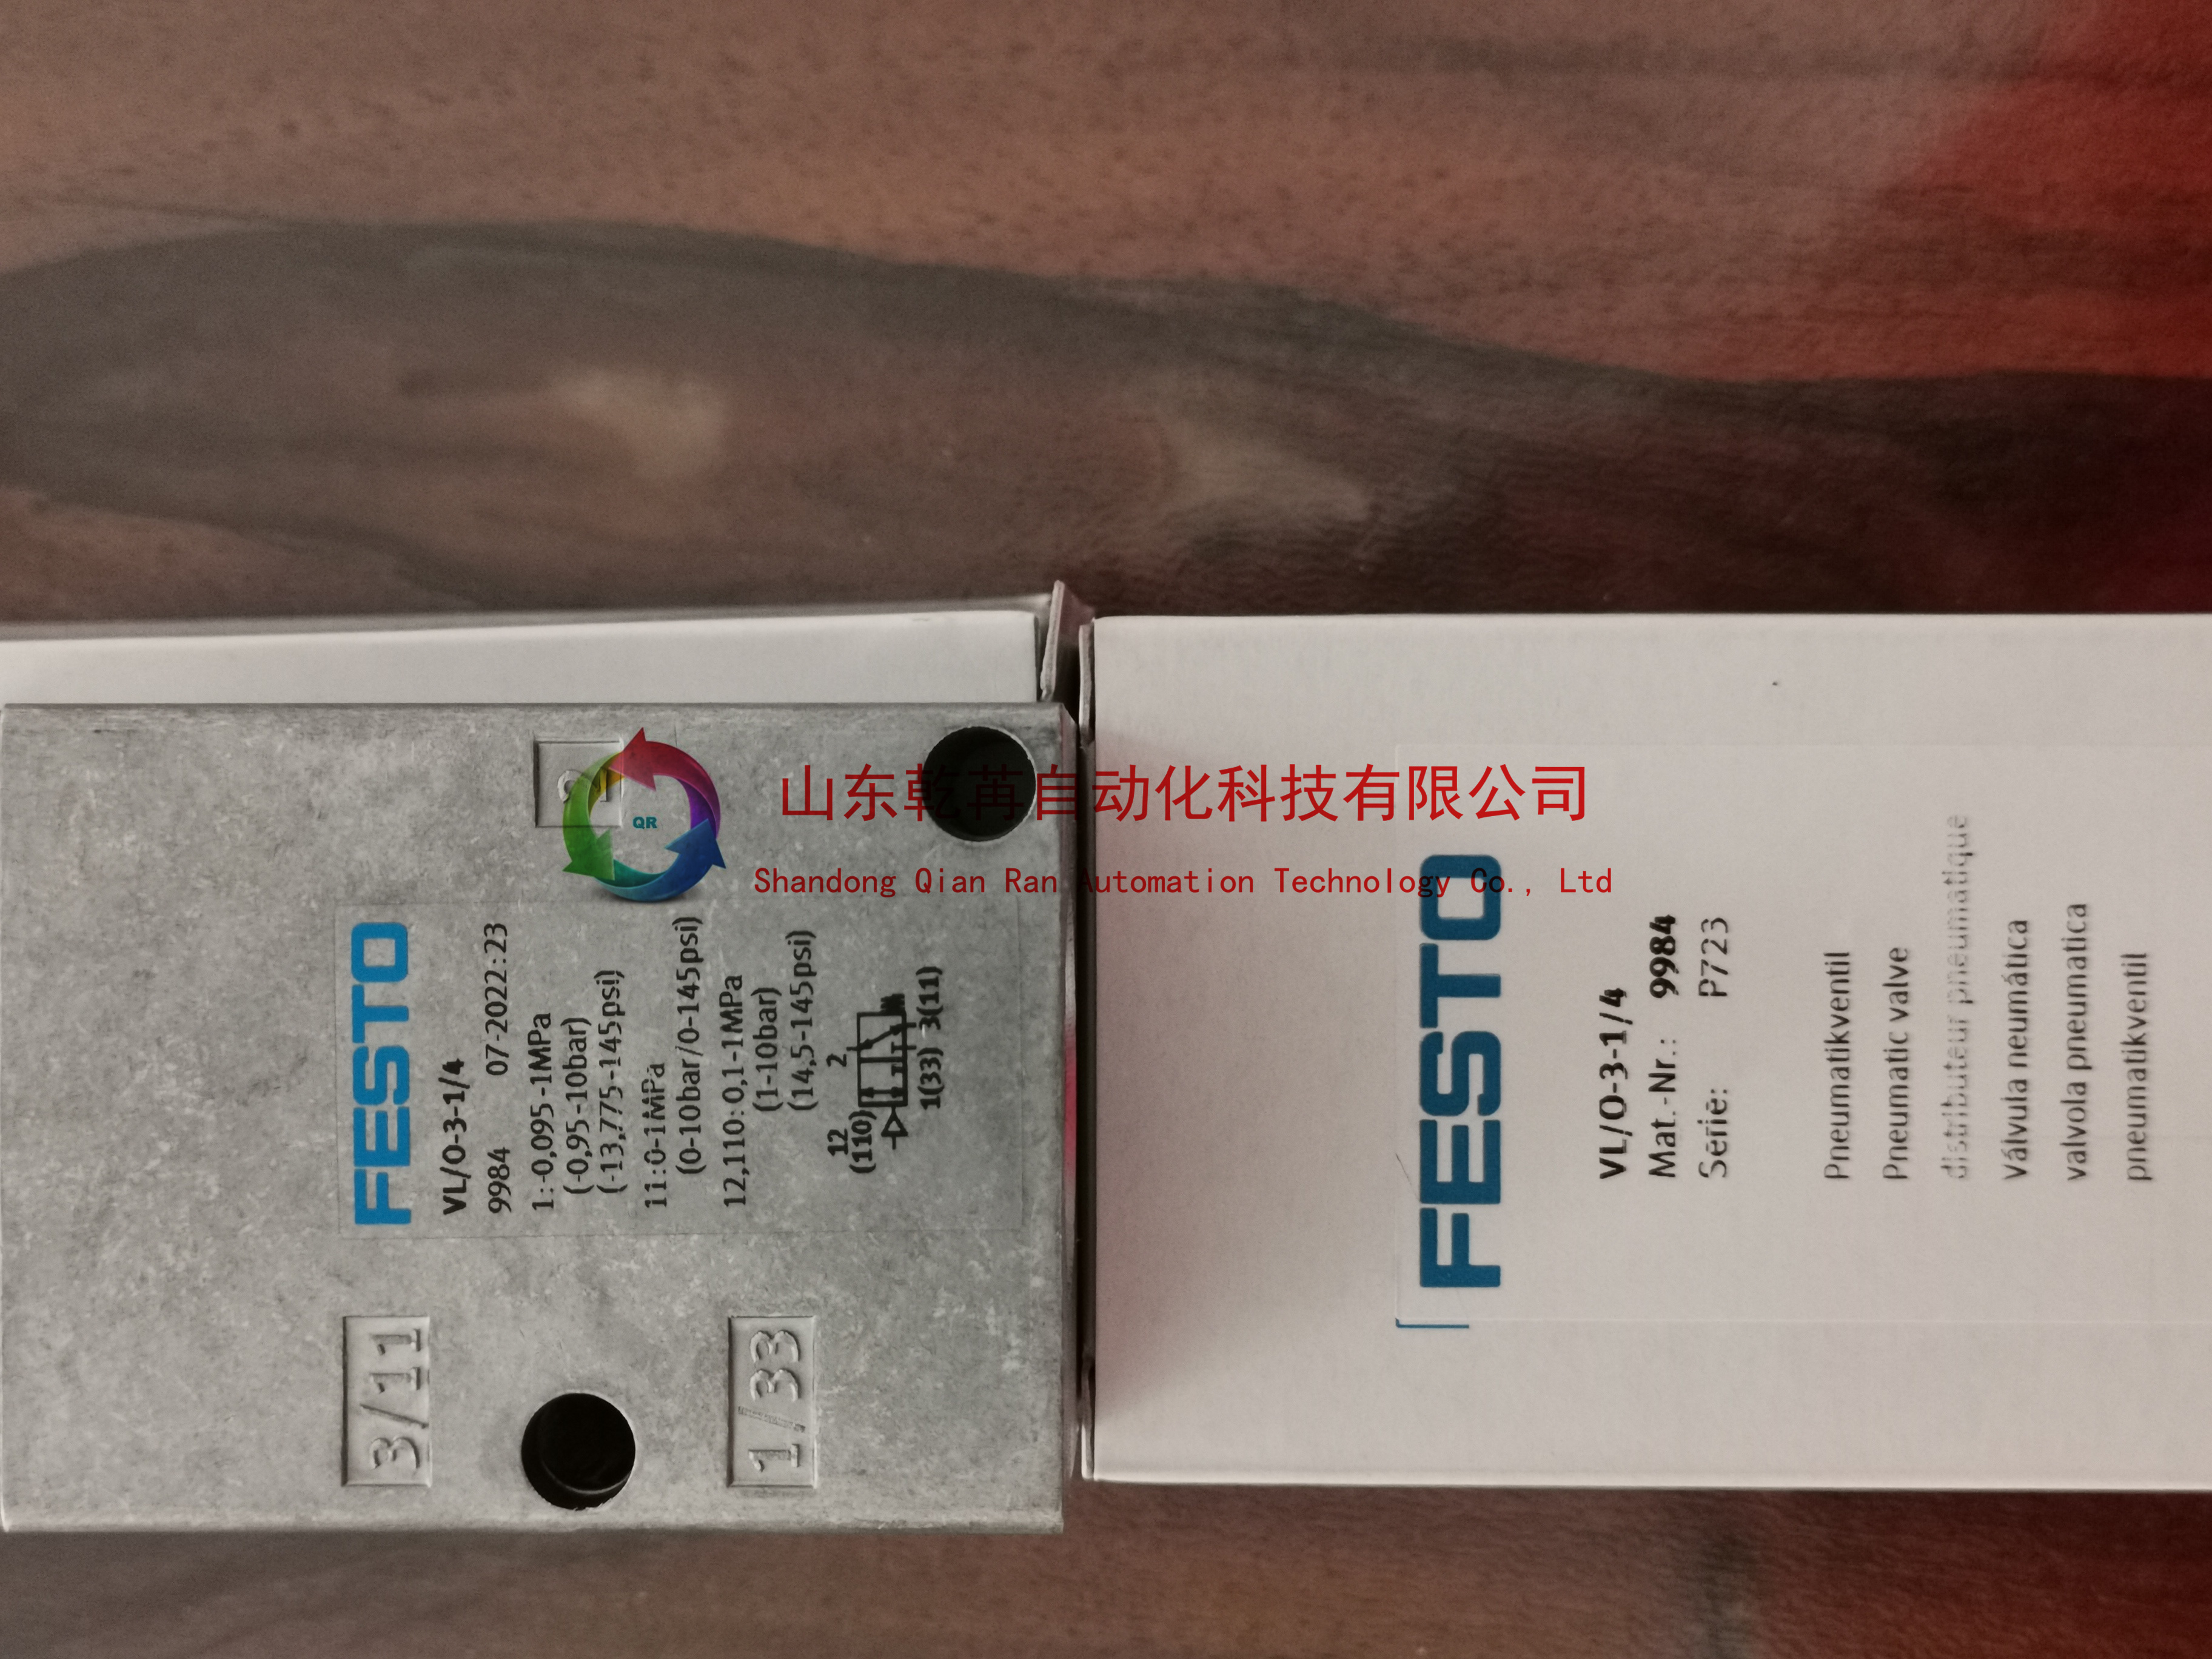 山东乾苒自动化科技有限公司
Shandong Qian Ran Automation Technology Co., Ltd
QR
FESTO
VL/O-3-1/4
9984 07-2022:23
1:-0,095-1MPa
(-0,95-10bar)
(-13,775-145psi)
11:0-1MPa
(0-10bar/0-145psi)
12,110:0,1-1MPa
(1-10bar)
(14,5-145psi)
12 2
(110)
1(33) 3(11)
3/11
1/33
FESTO
VL/O-3-1/4
Mat.-Nr.: 9984
Serie: P723
Pneumatikventil
Pneumatic valve
distributeur pneumatique
Válvula neumática
valvola pneumatica
pneumatikventil